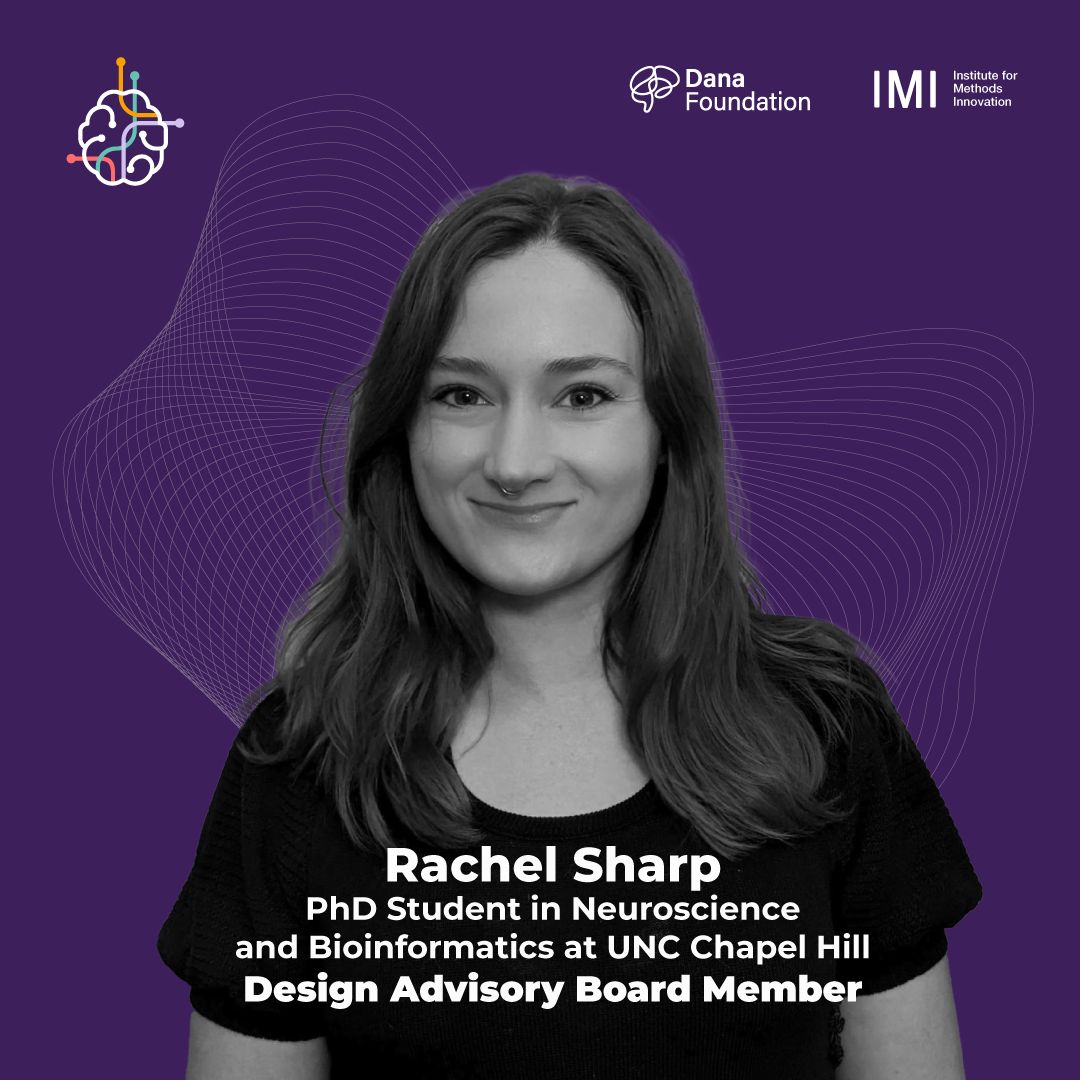 Dana
Foundation
IMI
Institute for
Methods
Innovation
Rachel Sharp
PhD Student in Neuroscience
and Bioinformatics at UNC Chapel Hill
Design Advisory Board Member